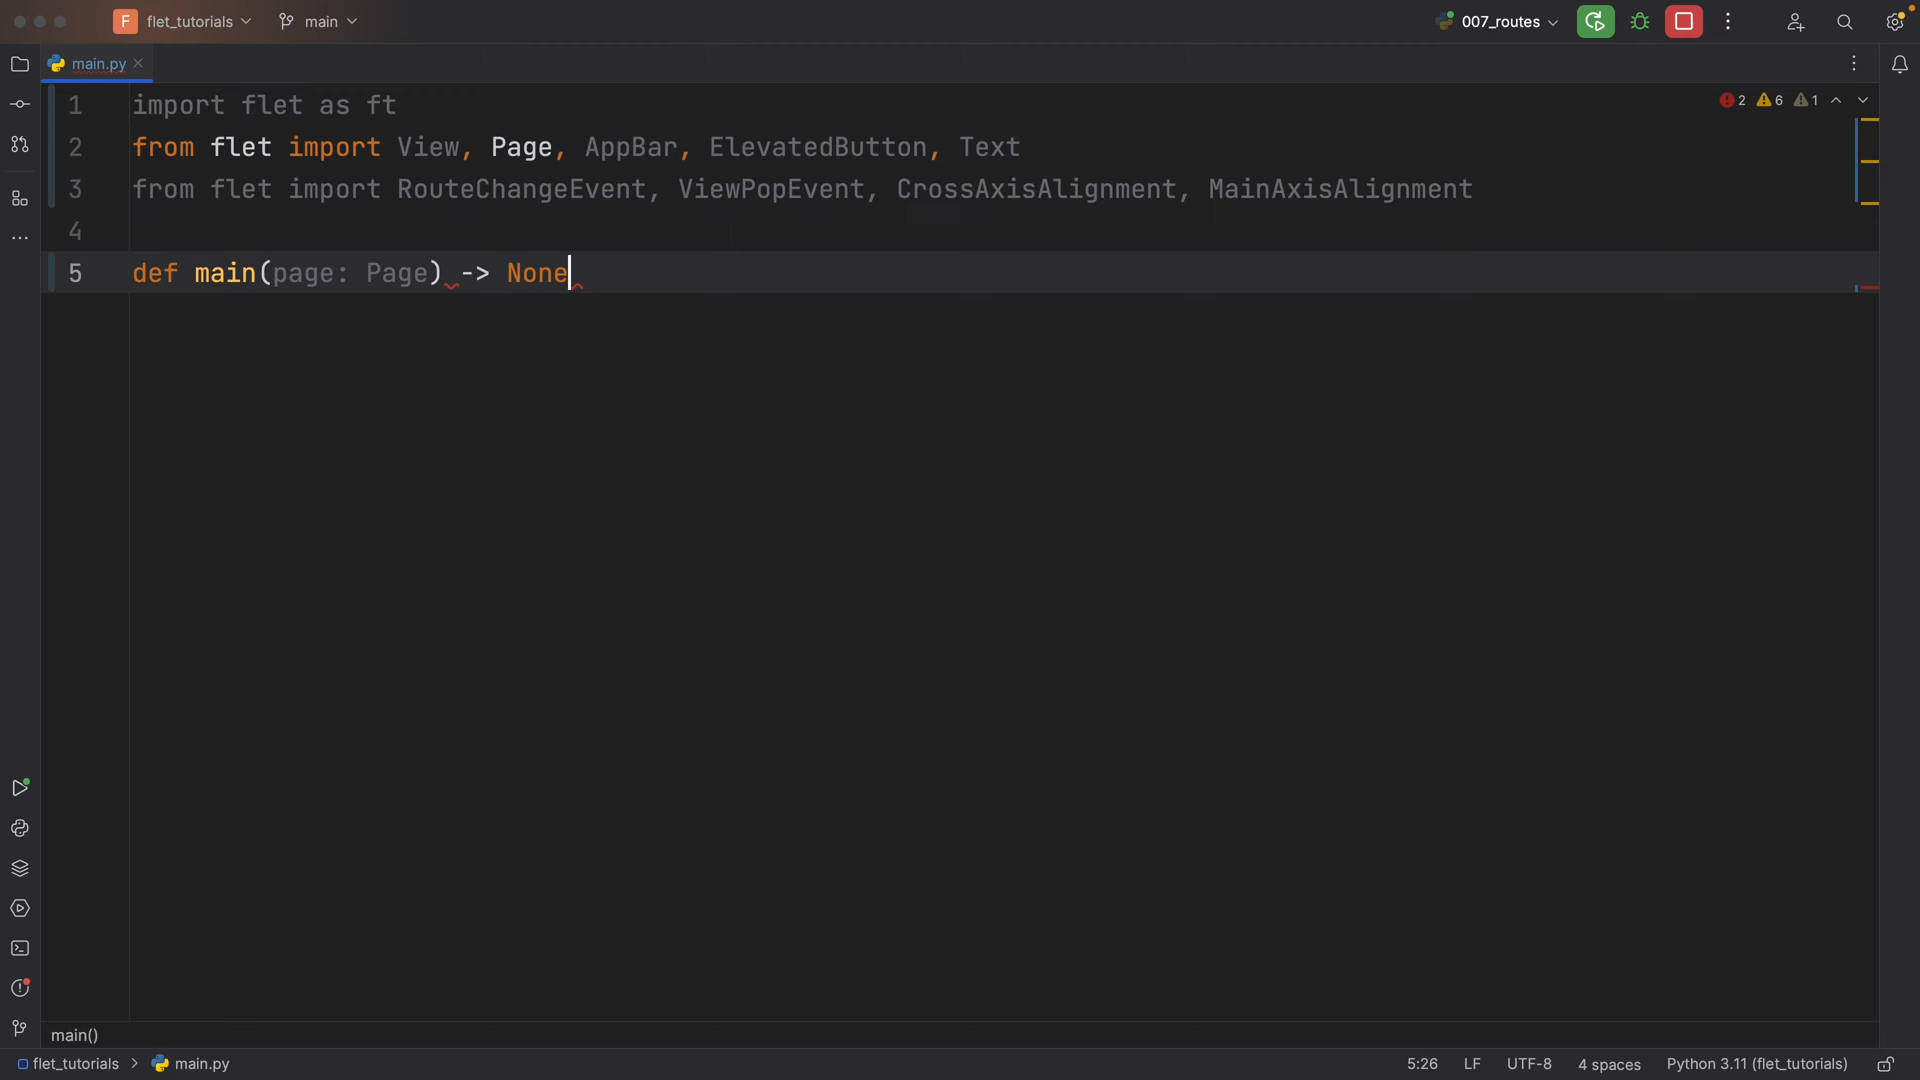 F flet_tutorials main 007_routes
main.py
1 import flet as ft 2 6 1
2 from flet import View, Page, AppBar, ElevatedButton, Text
3 from flet import RouteChangeEvent, ViewPopEvent, CrossAxisAlignment, MainAxisAlignment
4
5 def main(page: Page) -> None
main()
flet_tutorials > main.py 5:26 LF UTF-8 4 spaces Python 3.11 (flet_tutorials)